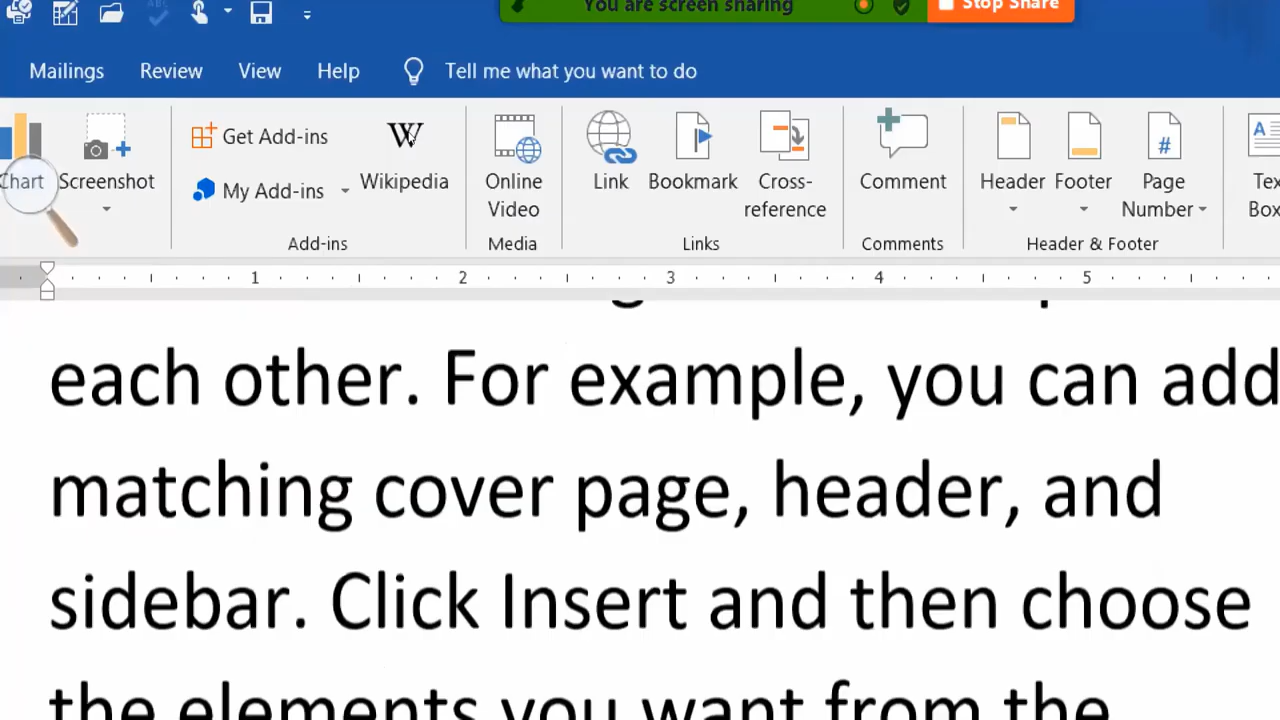 You are screen sharing
Stop Share
ABC
Mailings Review View Help Tell me what you want to do
Chart
Screenshot
Get Add-ins
My Add-ins
W
Wikipedia
Add-ins
Online
Video
Media
Link
Bookmark
Cross-
reference
Links
Comment
Comments
Header
Footer
#
Page
Number
Header & Footer
A
1 2 3 4 5
each other. For example, you can add
matching cover page, header, and
sidebar. Click Insert and then choose
the elements you want from the